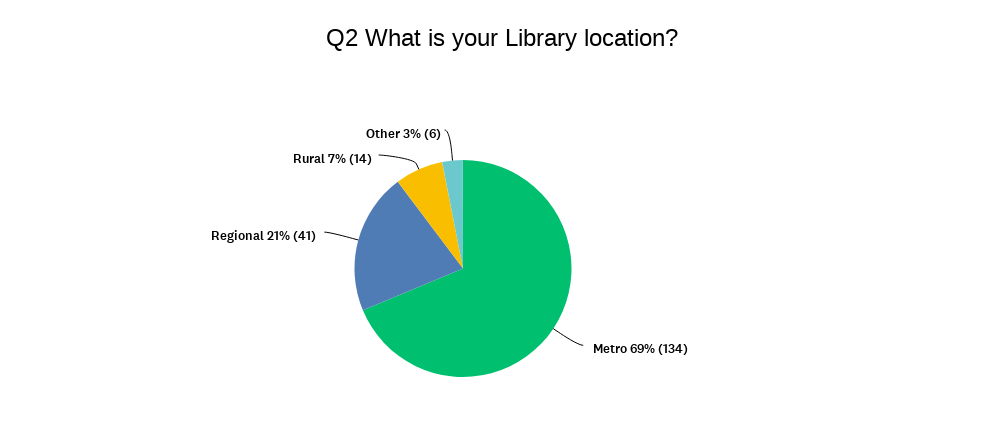 Q2 What is your Library location?
Other 3% (6)
Rural 7% (14)
Regional 21% (41)
Metro 69% (134)